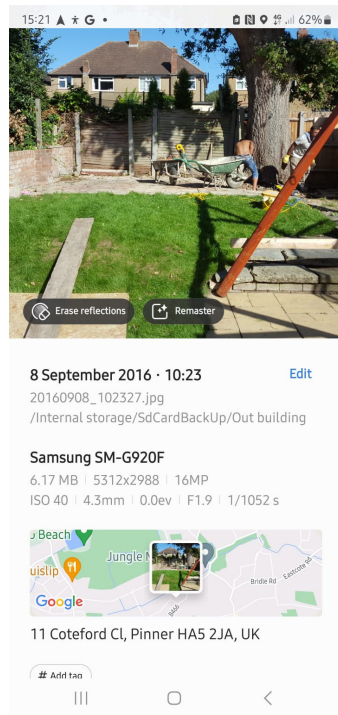 15:21 G 62%
Erase reflections Remaster
8 September 2016 · 10:23 Edit
20160908_102327.jpg
/Internal storage/SdCardBackUp/Out building
Samsung SM-G920F
6.17 MB 5312x2988 16MP
ISO 40 4.3mm 0.0ev F1.9 1/1052 s
Beach
Jungle
uislip
Bridle Rd Eastcote Rd
Google
11 Coteford Cl, Pinner HA5 2JA, UK
# Add tag